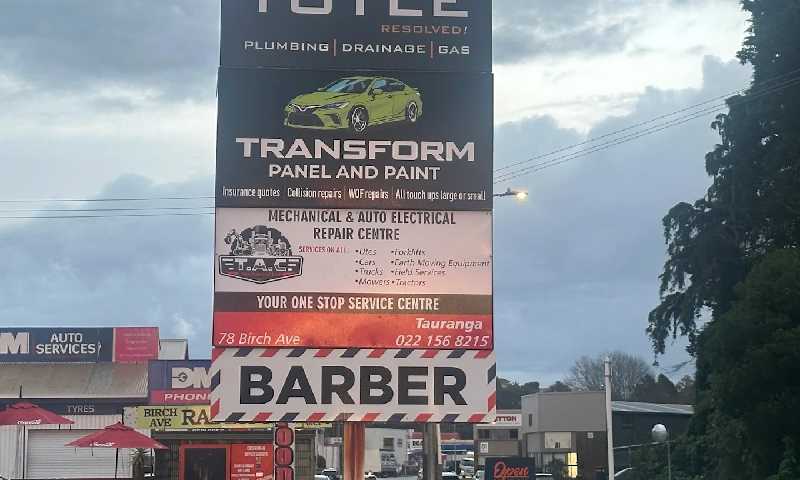 RESOLVED!
PLUMBING | DRAINAGE | GAS
TRANSFORM
PANEL AND PAINT
Insurance quotes | Collision repairs | WOF repairs | All touch ups large or small
MECHANICAL & AUTO ELECTRICAL
REPAIR CENTRE
T.A.C
SERVICES ON ALL:
•Utes •Forklifts
•Cars •Earth Moving Equipment
•Trucks •Field Services
•Mowers •Tractors
YOUR ONE STOP SERVICE CENTRE
Tauranga
78 Birch Ave 022 156 8215
BARBER
M AUTO
SERVICES
TYRES
PHON
BIRCH
AVE
Open